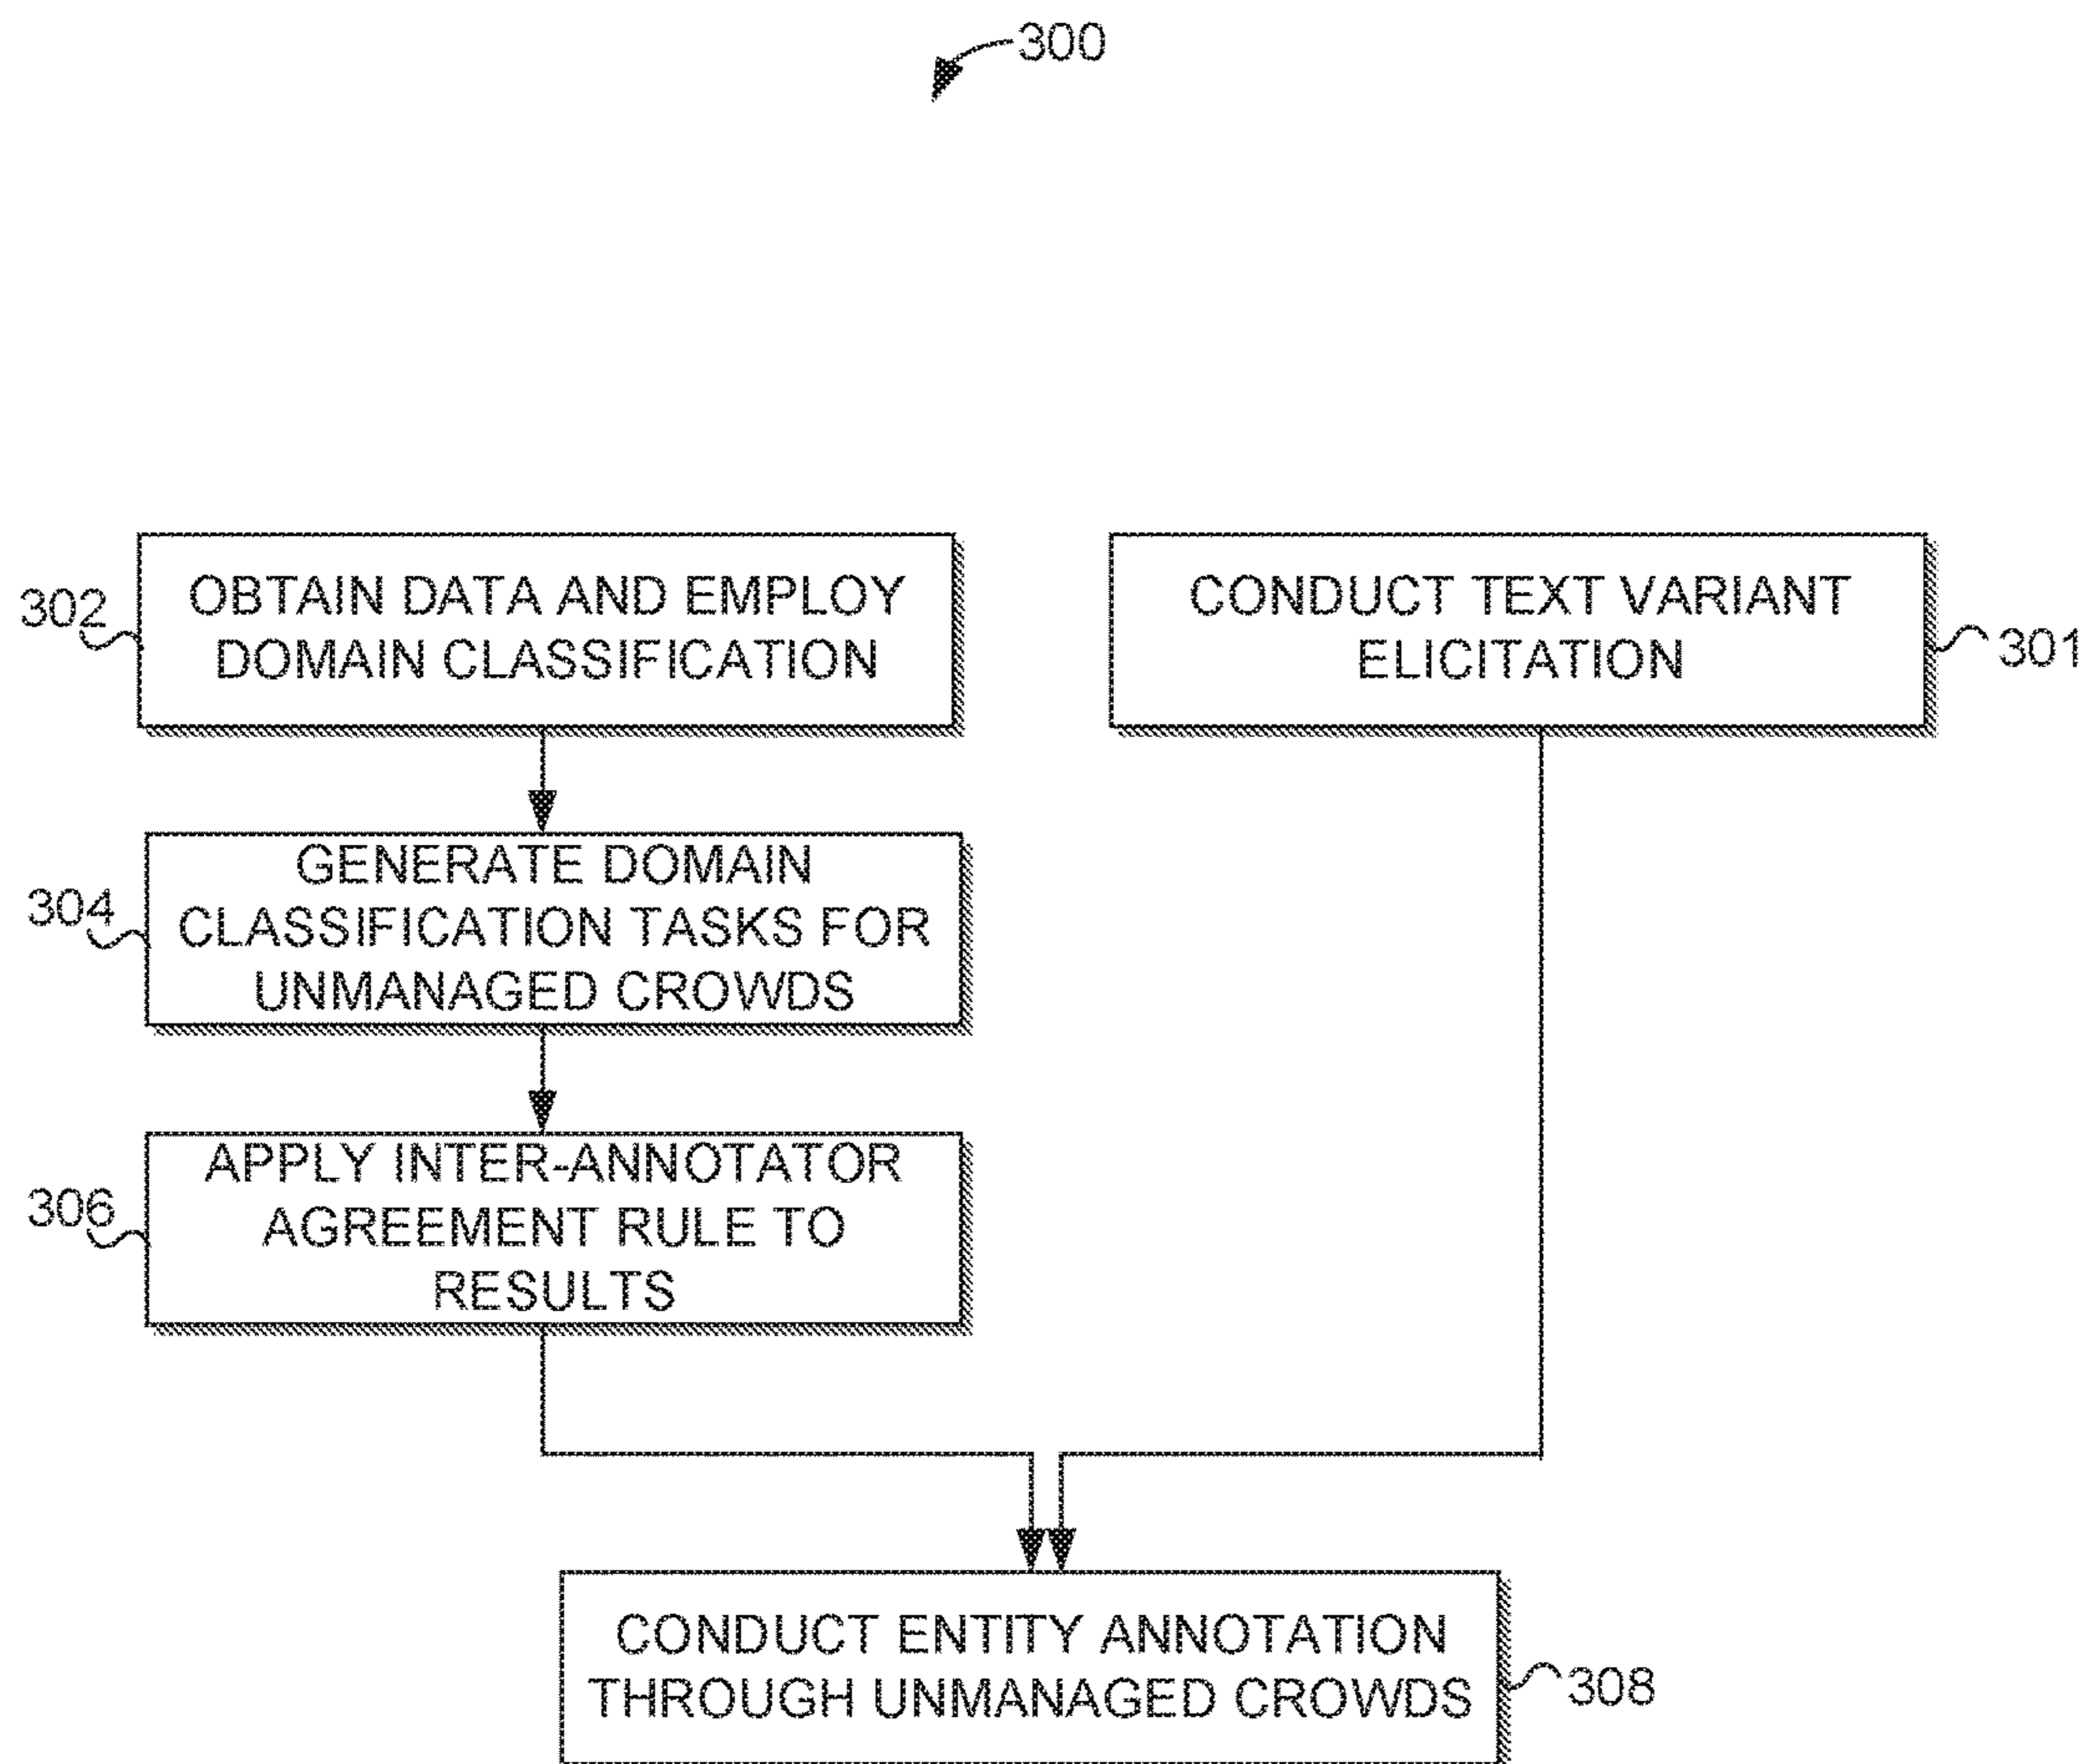 300
302
OBTAIN DATA AND EMPLOY
DOMAIN CLASSIFICATION
CONDUCT TEXT VARIANT
ELICITATION
301
304
GENERATE DOMAIN
CLASSIFICATION TASKS FOR
UNMANAGED CROWDS
306
APPLY INTER-ANNOTATOR
AGREEMENT RULE TO
RESULTS
CONDUCT ENTITY ANNOTATION
THROUGH UNMANAGED CROWDS
308